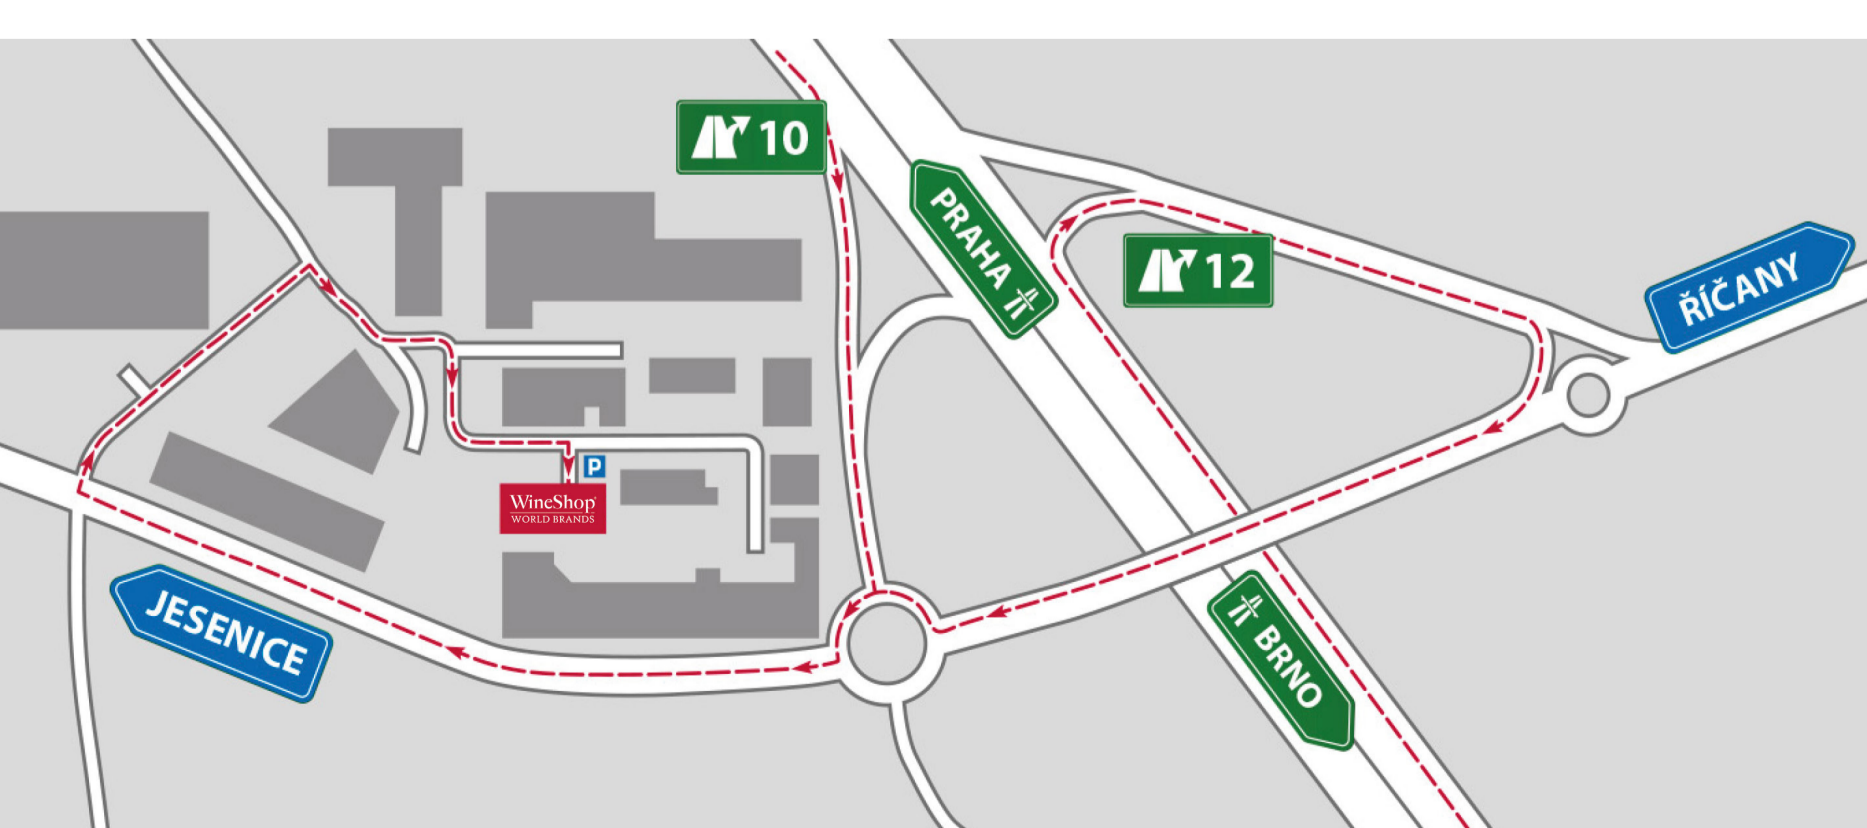 10
PRAHA
12
ŘÍČANY
P
WineShop
WORLD BRANDS
JESENICE
BRNO